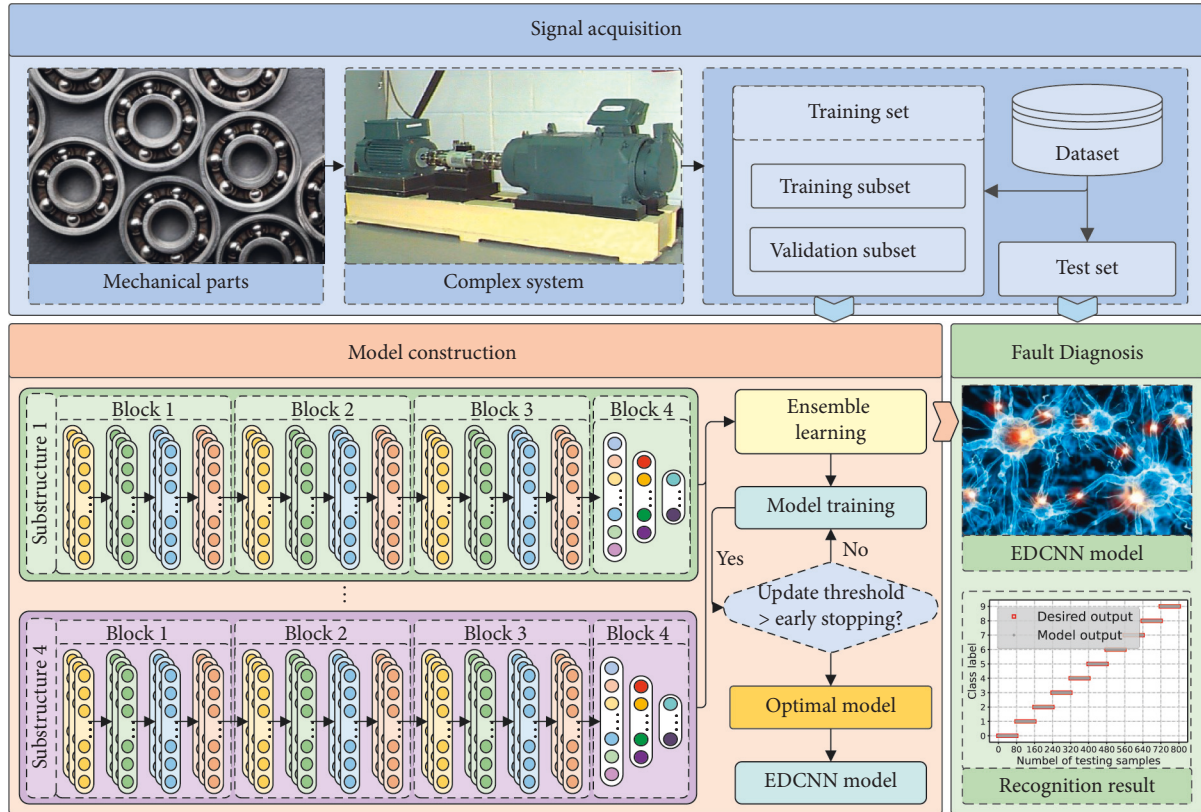 Signal acquisition
Mechanical parts
Complex system
Training set
Training subset
Validation subset
Dataset
Test set
Model construction
Substructure 1
Block 1
Block 2
Block 3
Block 4
Substructure 4
Block 1
Block 2
Block 3
Block 4
Ensemble
learning
Model training
Yes
No
Update threshold
> early stopping?
Optimal model
EDCNN model
Fault Diagnosis
EDCNN model
Desired output
Model output
Class label
9
8
7
6
5
4
3
2
1
0
0 80 160 240 320 400 480 560 640 720 800
Numbel of testing samples
Recognition result